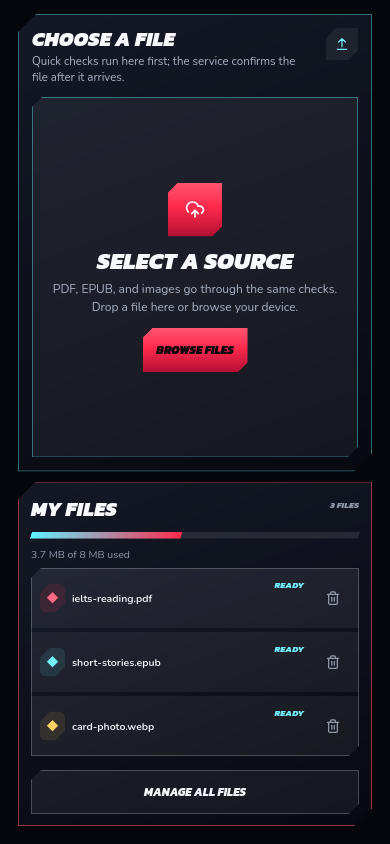 CHOOSE A FILE
Quick checks run here first; the service confirms the
file after it arrives.
SELECT A SOURCE
PDF, EPUB, and images go through the same checks.
Drop a file here or browse your device.
BROWSE FILES
MY FILES
3 FILES
3.7 MB of 8 MB used
READY
ielts-reading.pdf
READY
short-stories.epub
READY
card-photo.webp
MANAGE ALL FILES